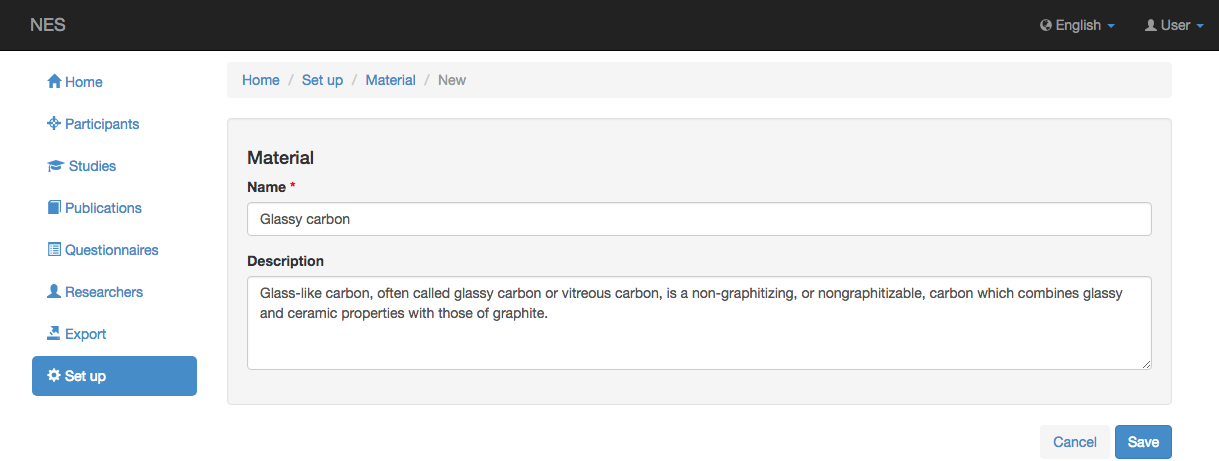 NES
English
User
Home
Participants
Studies
Publications
Questionnaires
Researchers
Export
Set up
Home / Set up / Material / New
Material
Name *
Glassy carbon
Description
Glass-like carbon, often called glassy carbon or vitreous carbon, is a non-graphitizing, or nongraphitizable, carbon which combines glassy
and ceramic properties with those of graphite.
Cancel
Save